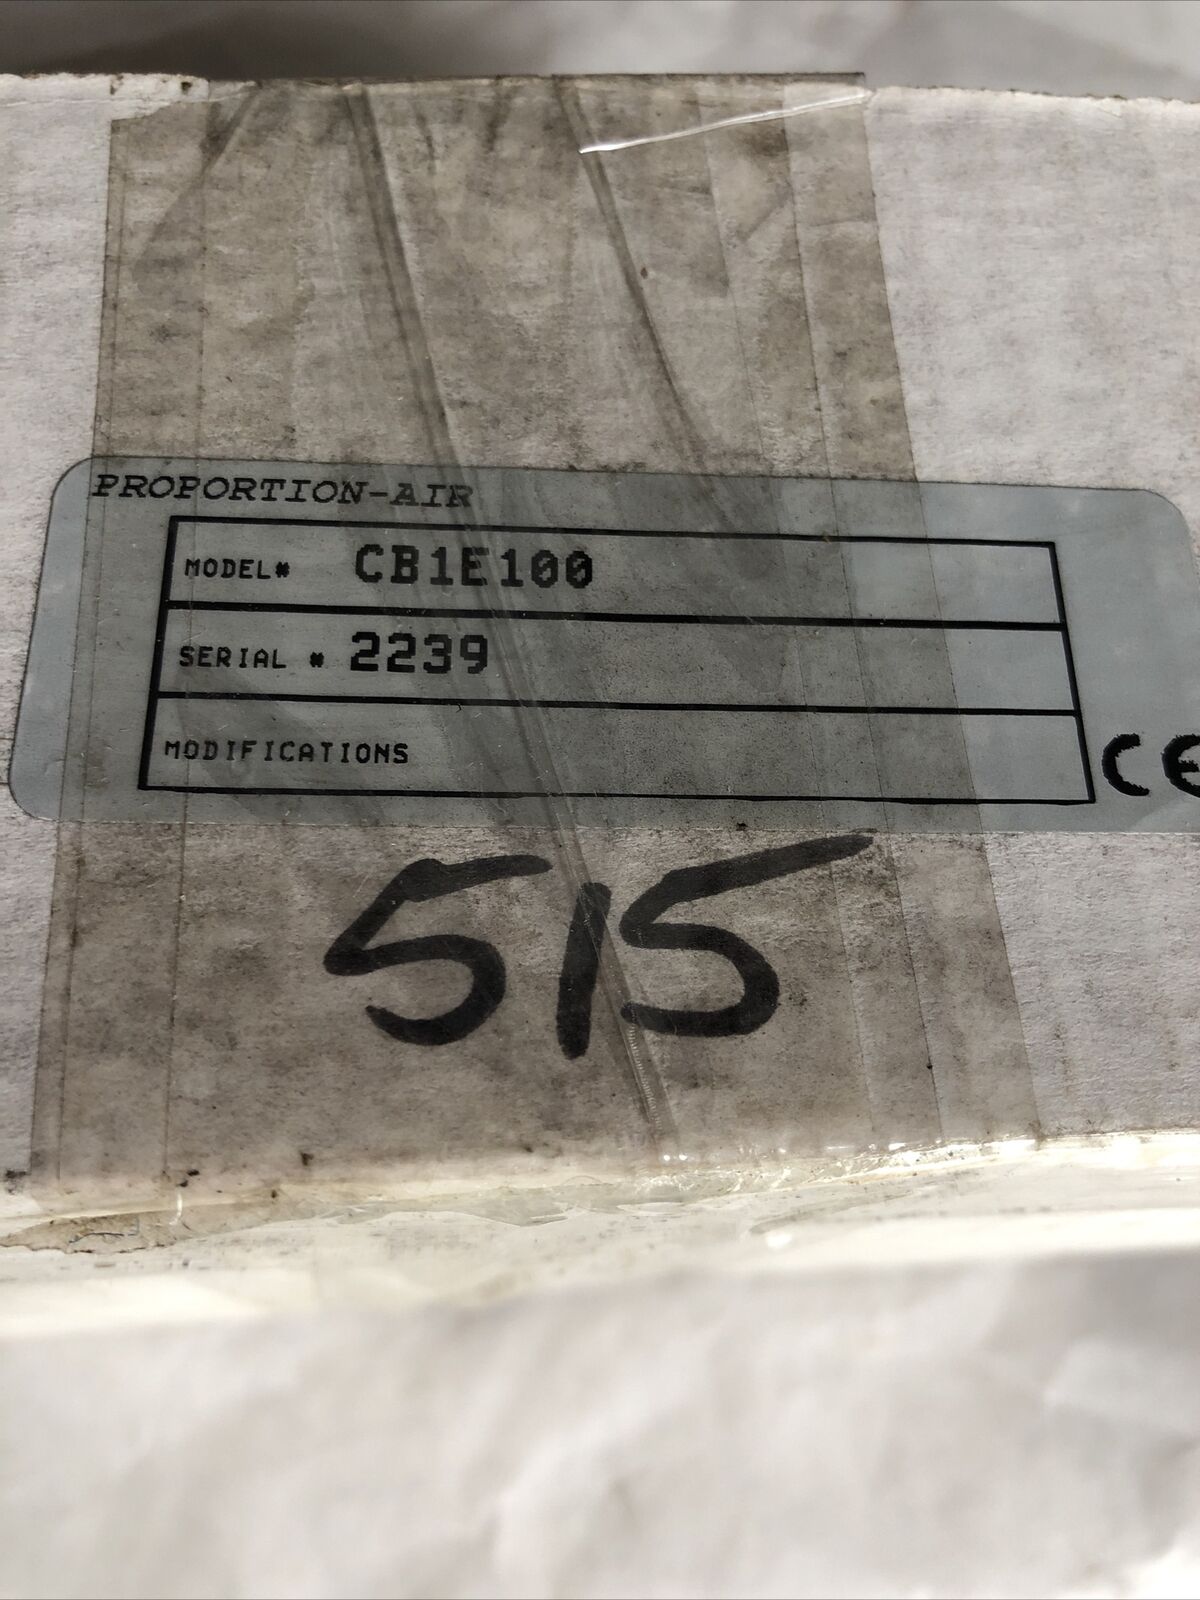 PROPORTION-AIR
MODEL# CB1E100
SERIAL # 2239
MODIFICATIONS
CE
515